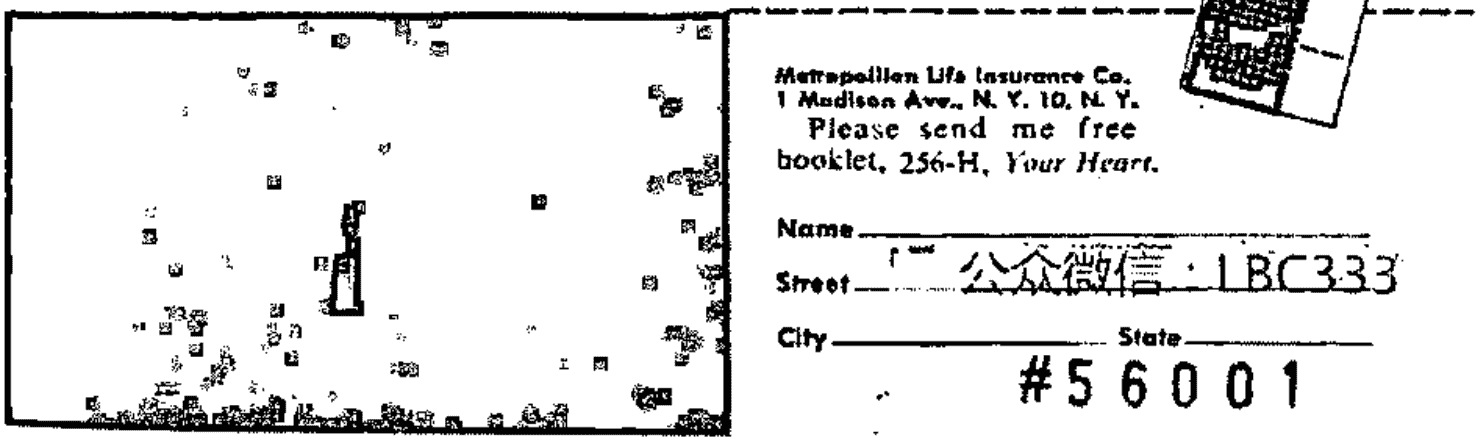 Metropolitan Life Insurance Co.
1 Madison Ave., N. Y. 10, N. Y.
Please send me free
booklet, 256-H, Your Heart.
Name
Street
公众微信：LBC333
City State
#56001